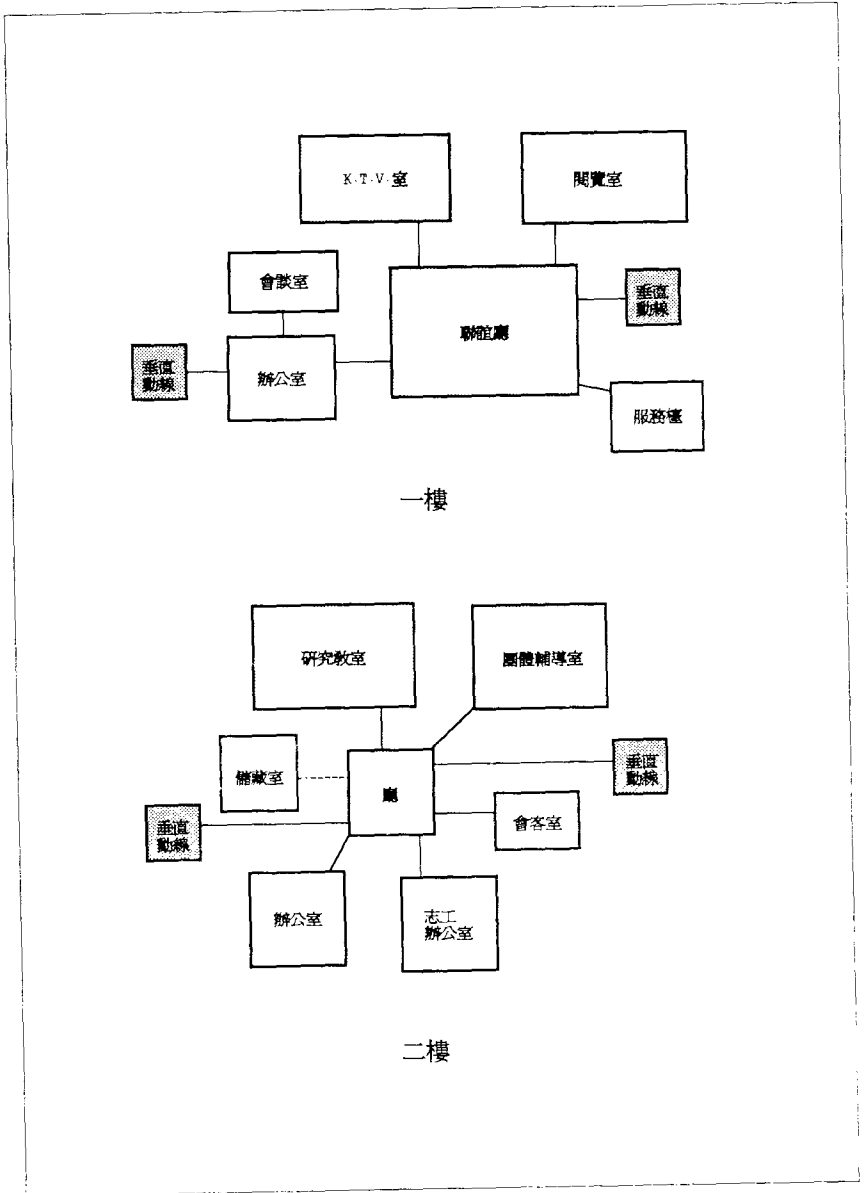 K.T.V.室
閱覽室
會談室
垂直
動線
聯誼廳
垂直
動線
辦公室
服務檯
一樓
研究教室
團體輔導室
儲藏室
廳
垂直
動線
垂直
動線
會客室
辦公室
志工
辦公室
二樓